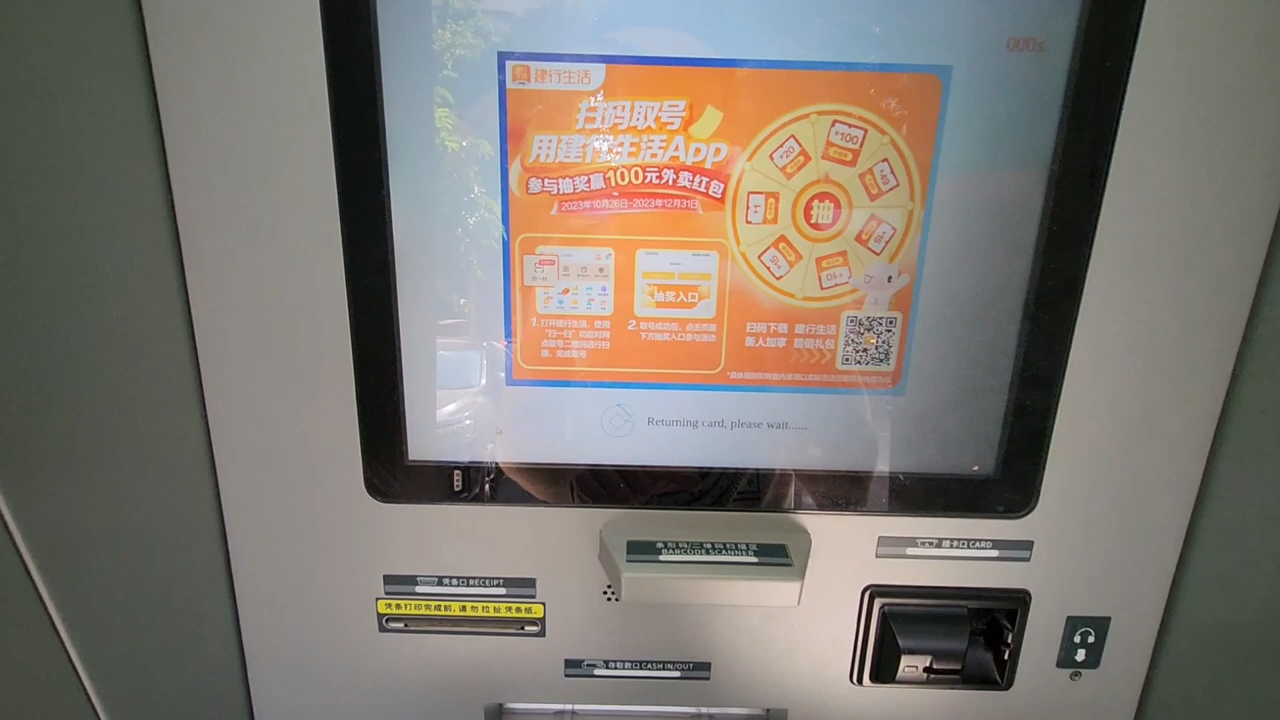 000s
建行生活
扫码取号
用建行生活App
参与抽奖赢100元外卖红包
2023年10月26日-2023年12月31日
¥100
¥20
抽
抽奖入口
1.打开建行生活，使用
“扫一扫”功能对网
点取号二维码进行扫
描，完成取号
2.取号成功后，点击页面
下方抽奖入口参与活动
扫码下载 建行生活
新人加享 超值礼包
Returning card, please wait......
条形码/二维码扫描区
BARCODE SCANNER
插卡口 CARD
凭条口 RECEIPT
凭条打印完成前,请勿拉扯凭条纸。
存取款口 CASH IN/OUT